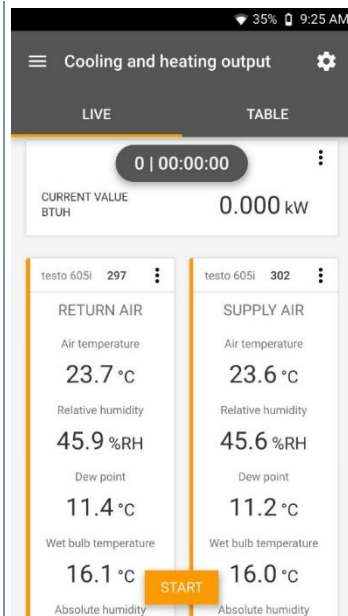 35% 9:25 AM
Cooling and heating output
LIVE TABLE
0 | 00:00:00
CURRENT VALUE
BTUH
0.000 kW
testo 605i 297
RETURN AIR
Air temperature
23.7 °C
Relative humidity
45.9 %RH
Dew point
11.4 °C
Wet bulb temperature
16.1 °C
Absolute humidity
testo 605i 302
SUPPLY AIR
Air temperature
23.6 °C
Relative humidity
45.6 %RH
Dew point
11.2 °C
Wet bulb temperature
16.0 °C
Absolute humidity
START